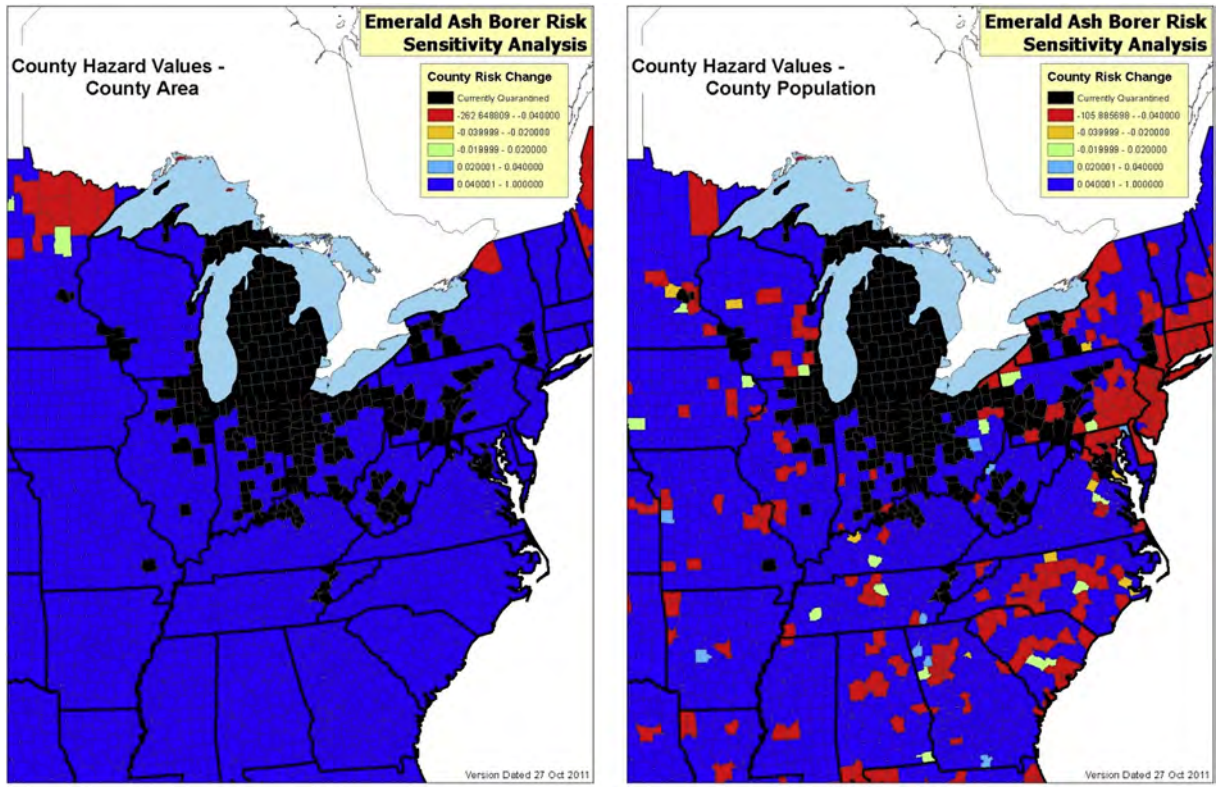 Emerald Ash Borer Risk
Sensitivity Analysis
County Hazard Values -
County Area
County Risk Change
Currently Quarantined
-262.648809 - -0.040000
-0.039999 - -0.020000
-0.019999 - 0.020000
0.020001 - 0.040000
0.040001 - 1.000000
Version Dated 27 Oct 2011
Emerald Ash Borer Risk
Sensitivity Analysis
County Hazard Values -
County Population
County Risk Change
Currently Quarantined
-105.885698 - -0.040000
-0.039999 - -0.020000
-0.019999 - 0.020000
0.020001 - 0.040000
0.040001 - 1.000000
Version Dated 27 Oct 2011